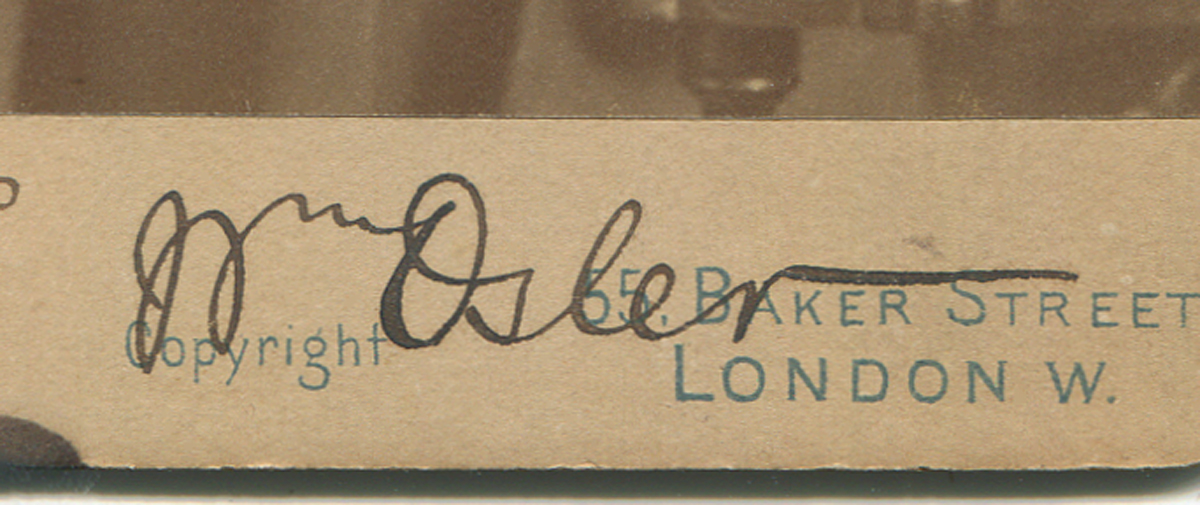 Wm Osler
Copyright
55, BAKER STREET
LONDON W.